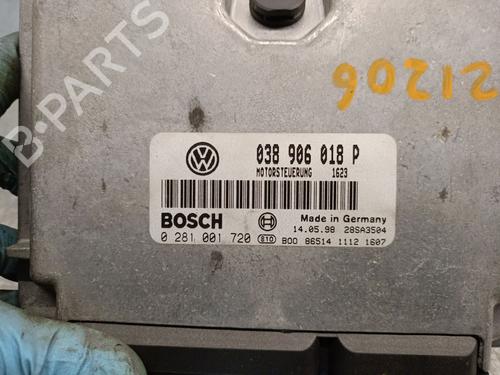 21206
038 906 018 P
MOTORSTEUERUNG 1623
BOSCH
Made in Germany
14.05.98 28SA3504
0 281 001 720 810 B00 86514 1112 1607
B-PARTS